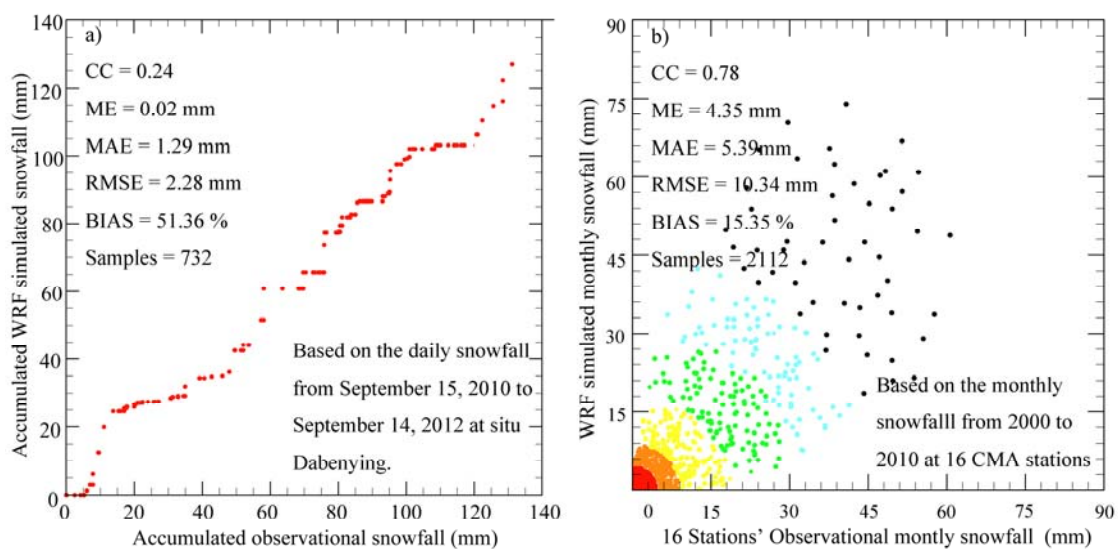 a)
CC = 0.24
ME = 0.02 mm
MAE = 1.29 mm
RMSE = 2.28 mm
BIAS = 51.36 %
Samples = 732
Based on the daily snowfall
from September 15, 2010 to
September 14, 2012 at situ
Dabenying.
Accumulated WRF simulated snowfall (mm)
140
120
100
80
60
40
20
0
0 20 40 60 80 100 120 140
Accumulated observational snowfall (mm)
b)
CC = 0.78
ME = 4.35 mm
MAE = 5.39mm
RMSE = 10.34 mm
BIAS = 15.35 %
Samples = 2112
Based on the monthly
snowfalll from 2000 to
2010 at 16 CMA stations
WRF simulated monthly snowfall (mm)
90
75
60
45
30
15
0 15 30 45 60 75 90
16 Stations' Observational montly snowfall (mm)